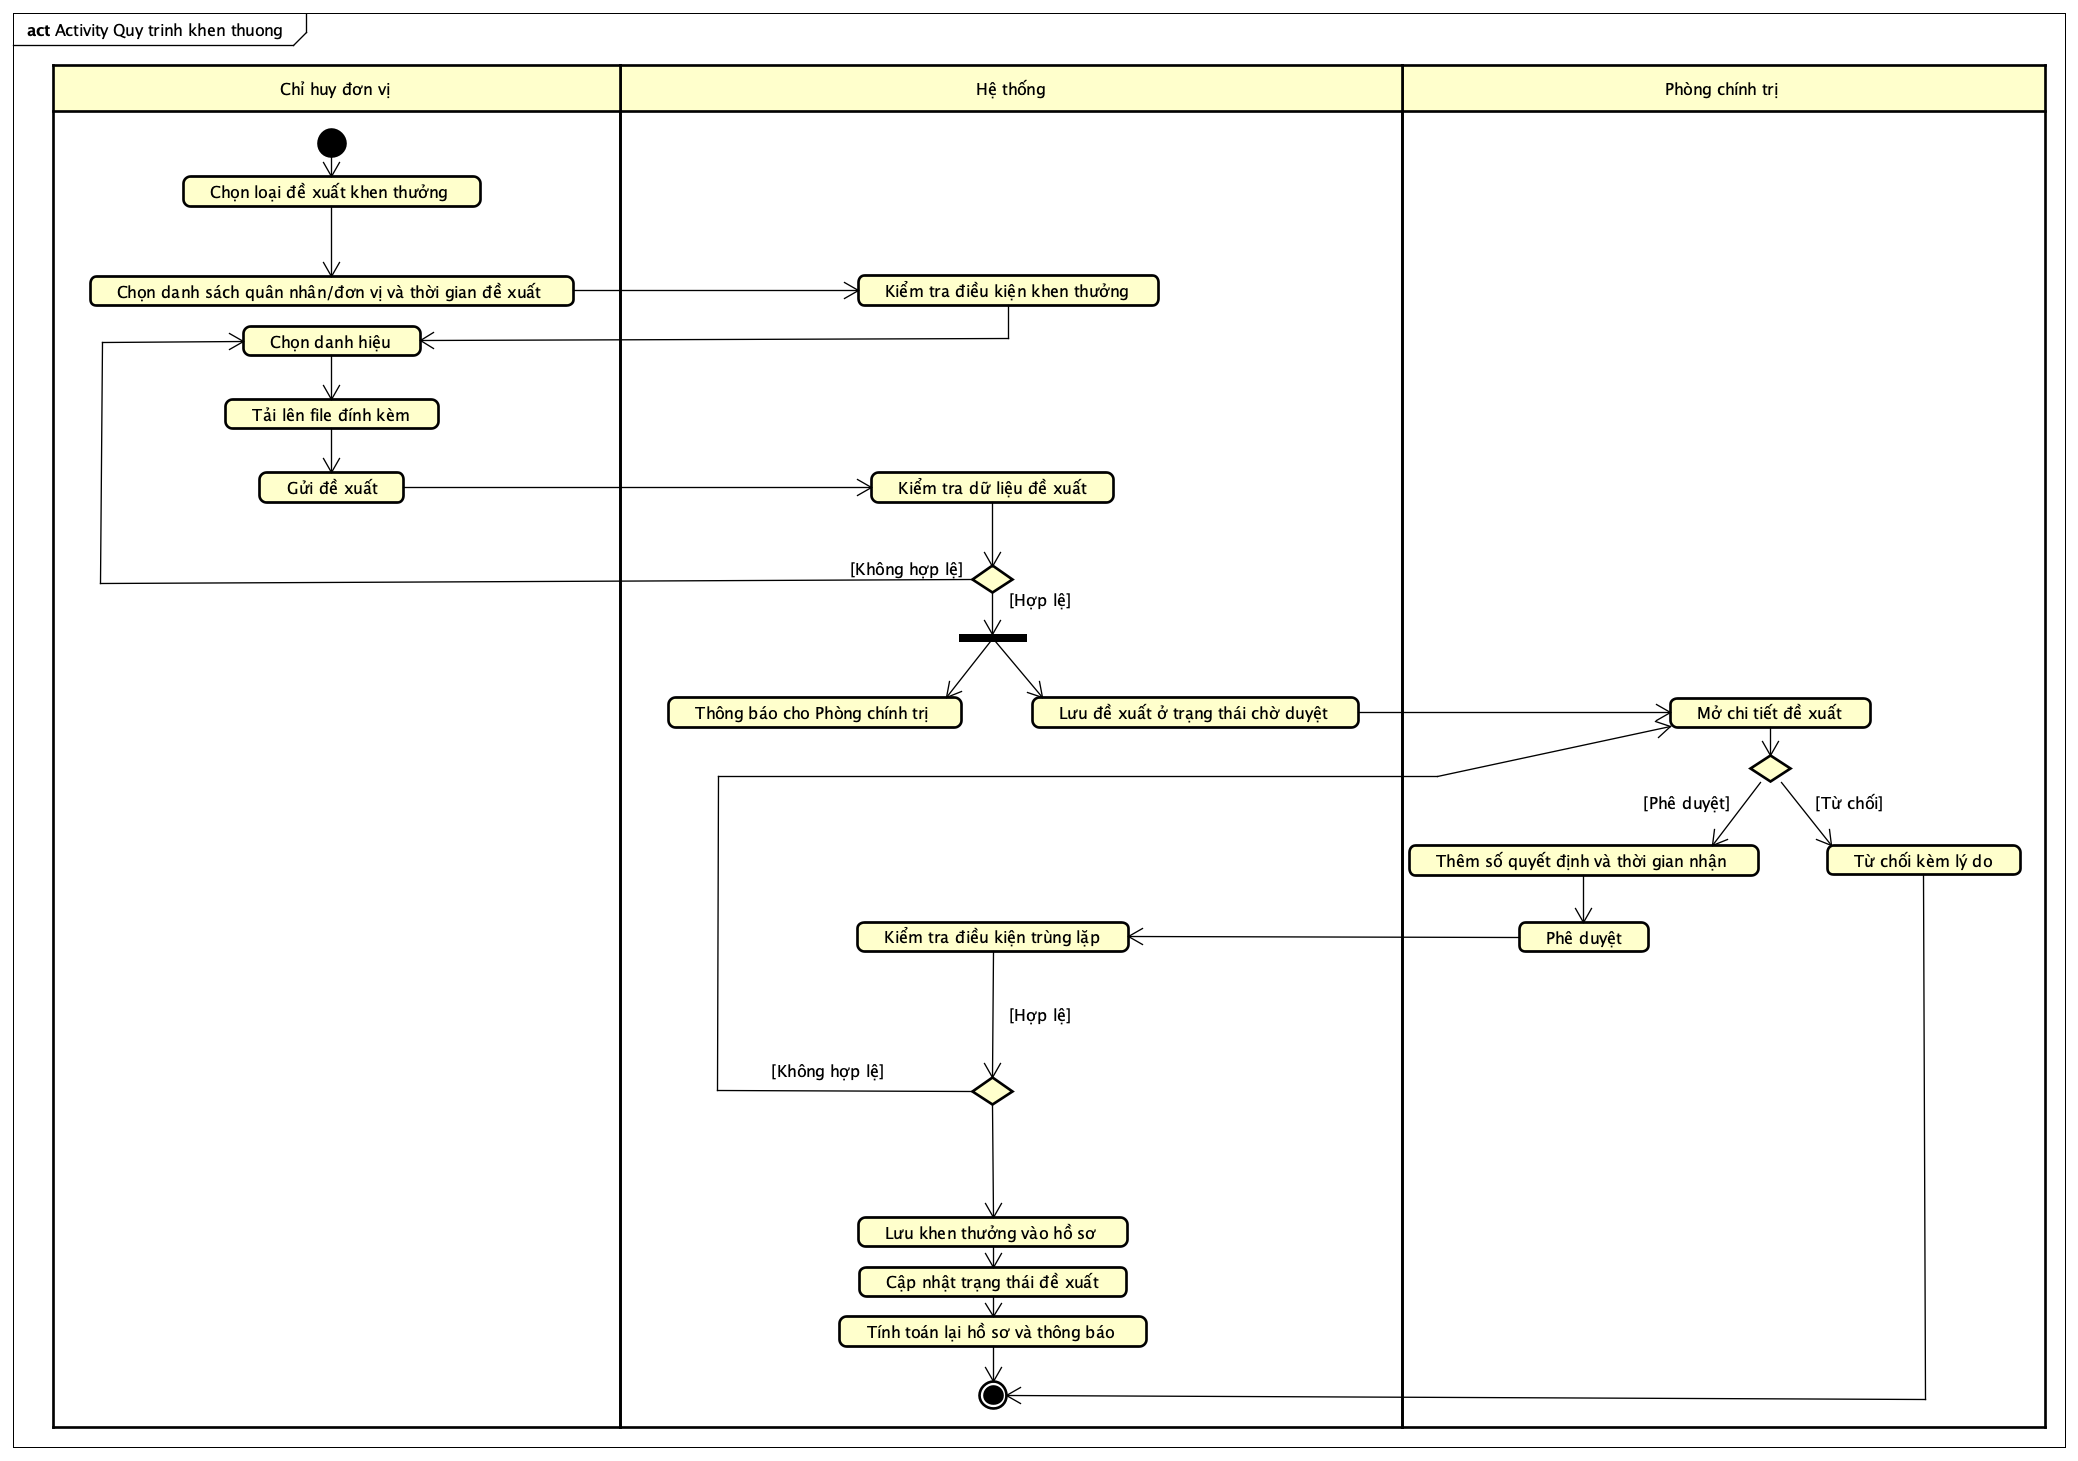 act Activity Quy trinh khen thuong
Chỉ huy đơn vị
Hệ thống
Phòng chính trị
Chọn loại đề xuất khen thưởng
Chọn danh sách quân nhân/đơn vị và thời gian đề xuất
Kiểm tra điều kiện khen thưởng
Chọn danh hiệu
Tải lên file đính kèm
Gửi đề xuất
Kiểm tra dữ liệu đề xuất
[Không hợp lệ]
[Hợp lệ]
Thông báo cho Phòng chính trị
Lưu đề xuất ở trạng thái chờ duyệt
Mở chi tiết đề xuất
[Phê duyệt]
[Từ chối]
Thêm số quyết định và thời gian nhận
Từ chối kèm lý do
Kiểm tra điều kiện trùng lặp
Phê duyệt
[Hợp lệ]
[Không hợp lệ]
Lưu khen thưởng vào hồ sơ
Cập nhật trạng thái đề xuất
Tính toán lại hồ sơ và thông báo